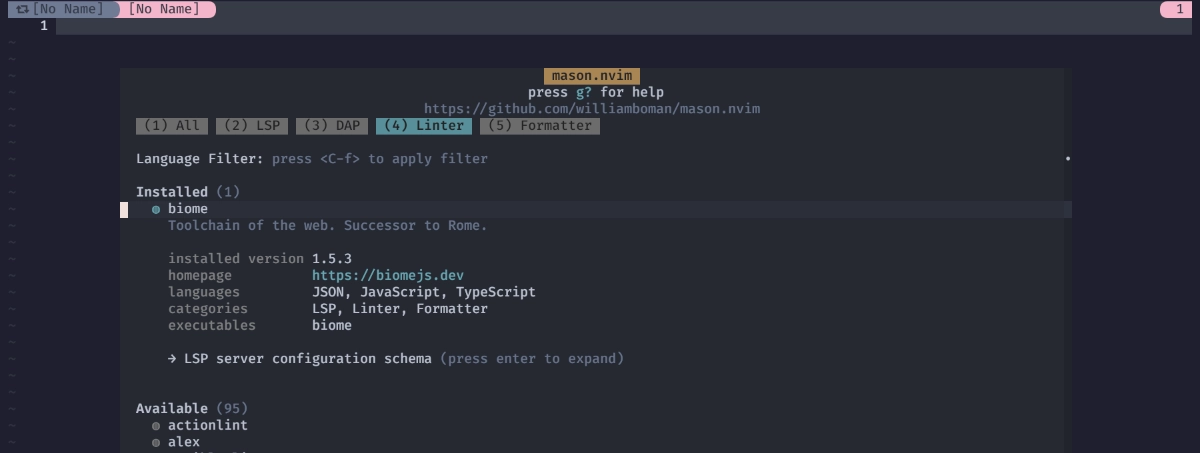 [No Name] [No Name] 1
1
mason.nvim
press g? for help
https://github.com/williamboman/mason.nvim
(1) All (2) LSP (3) DAP (4) Linter (5) Formatter
Language Filter: press <C-f> to apply filter
Installed (1)
biome
Toolchain of the web. Successor to Rome.
installed version 1.5.3
homepage https://biomejs.dev
languages JSON, JavaScript, TypeScript
categories LSP, Linter, Formatter
executables biome
→ LSP server configuration schema (press enter to expand)
Available (95)
actionlint
alex